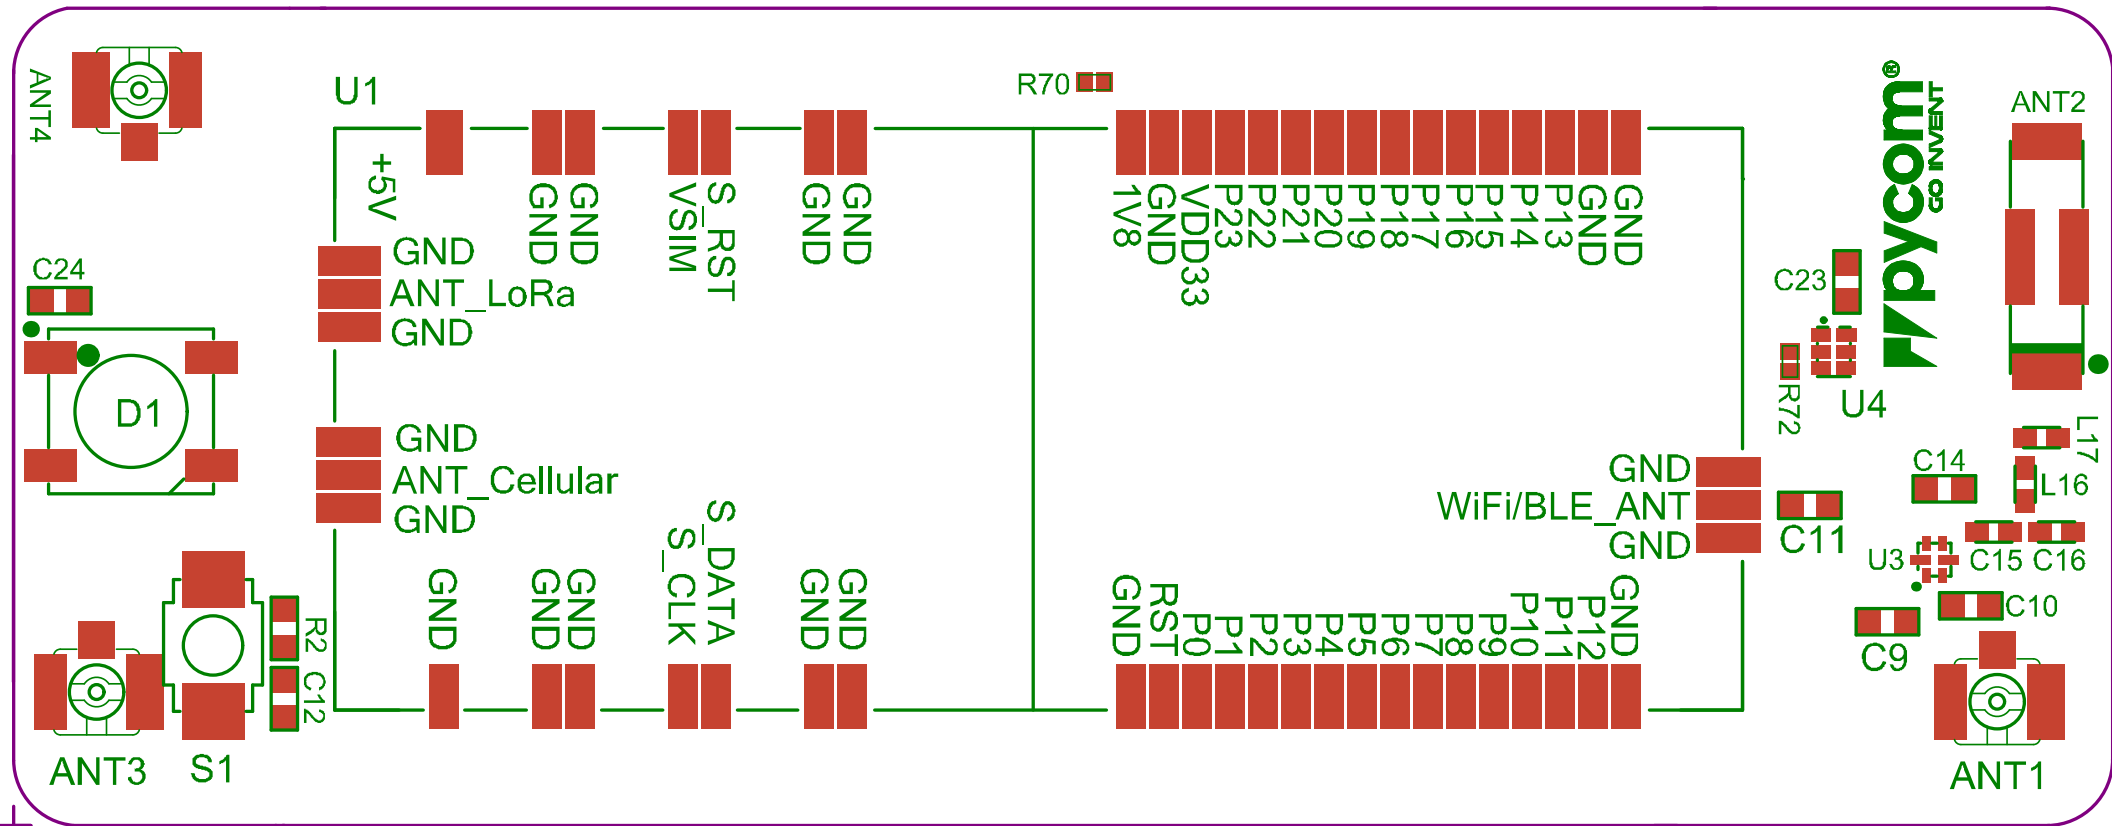 ANT4
U1
R70
pycom®
GO INVENT
ANT2
+5V
GND
GND
VSIM
S_RST
GND
GND
1V8
GND
VDD33
P23
P22
P21
P20
P19
P18
P17
P16
P15
P14
P13
GND
GND
GND
ANT_LoRa
GND
C24
C23
D1
R72
U4
L17
GND
ANT_Cellular
GND
GND
WiFi/BLE_ANT
GND
C14
L16
C11
U3
C15
C16
C10
C9
GND
GND
GND
S_CLK
S_DATA
GND
GND
GND
RST
P0
P1
P2
P3
P4
P5
P6
P7
P8
P9
P10
P11
P12
GND
R2
C12
ANT3
S1
ANT1